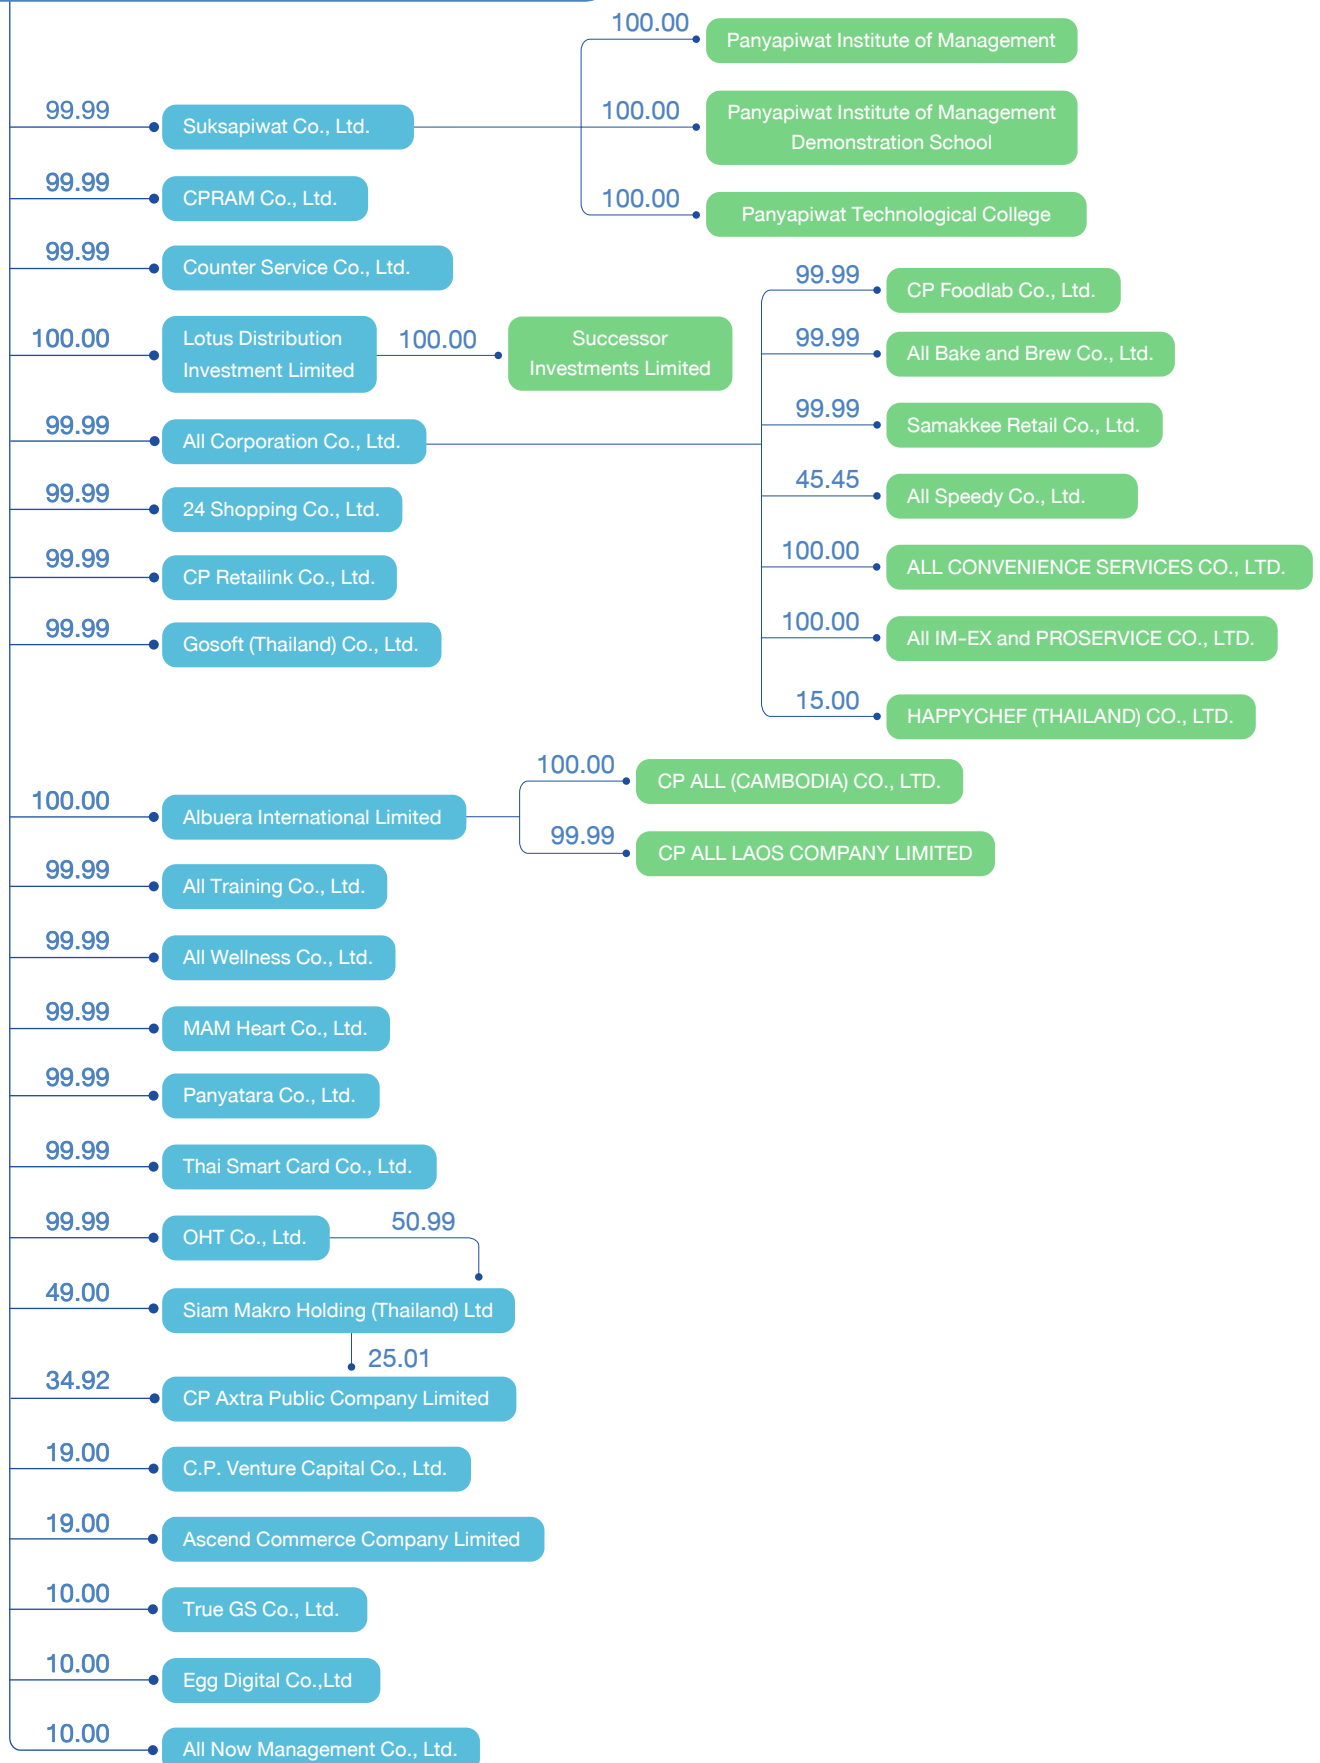 100.00
Panyapiwat Institute of Management
99.99
Suksapiwat Co., Ltd.
100.00
Panyapiwat Institute of Management
Demonstration School
99.99
CPRAM Co., Ltd.
100.00
Panyapiwat Technological College
99.99
Counter Service Co., Ltd.
99.99
CP Foodlab Co., Ltd.
100.00
Lotus Distribution
Investment Limited
100.00
Successor
Investments Limited
99.99
All Bake and Brew Co., Ltd.
99.99
All Corporation Co., Ltd.
99.99
Samakkee Retail Co., Ltd.
99.99
24 Shopping Co., Ltd.
45.45
All Speedy Co., Ltd.
99.99
CP Retailink Co., Ltd.
100.00
ALL CONVENIENCE SERVICES CO., LTD.
99.99
Gosoft (Thailand) Co., Ltd.
100.00
All IM-EX and PROSERVICE CO., LTD.
15.00
HAPPYCHEF (THAILAND) CO., LTD.
100.00
CP ALL (CAMBODIA) CO., LTD.
100.00
Albuera International Limited
99.99
CP ALL LAOS COMPANY LIMITED
99.99
All Training Co., Ltd.
99.99
All Wellness Co., Ltd.
99.99
MAM Heart Co., Ltd.
99.99
Panyatara Co., Ltd.
99.99
Thai Smart Card Co., Ltd.
99.99
OHT Co., Ltd.
50.99
49.00
Siam Makro Holding (Thailand) Ltd
25.01
34.92
CP Axtra Public Company Limited
19.00
C.P. Venture Capital Co., Ltd.
19.00
Ascend Commerce Company Limited
10.00
True GS Co., Ltd.
10.00
Egg Digital Co.,Ltd
10.00
All Now Management Co., Ltd.